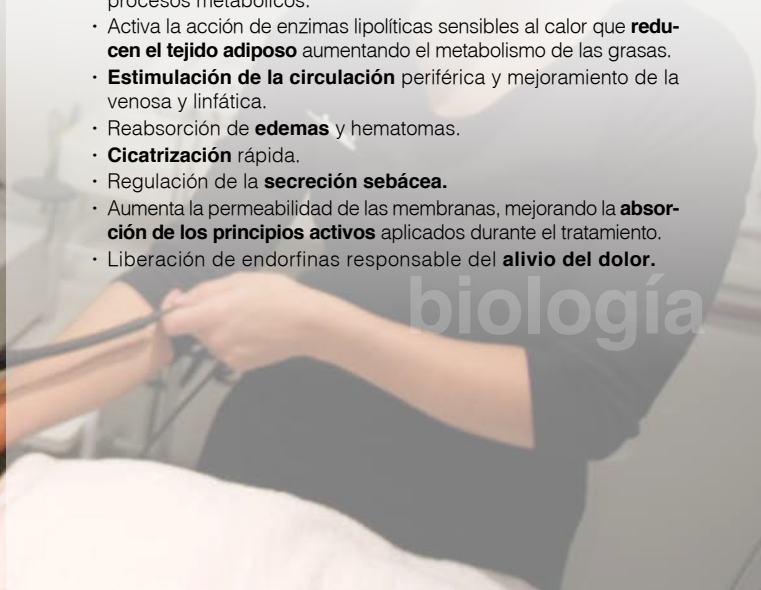 procesos metabólicos.
· Activa la acción de enzimas lipolíticas sensibles al calor que redu-
cen el tejido adiposo aumentando el metabolismo de las grasas.
· Estimulación de la circulación periférica y mejoramiento de la
venosa y linfática.
· Reabsorción de edemas y hematomas.
· Cicatrización rápida.
· Regulación de la secreción sebácea.
· Aumenta la permeabilidad de las membranas, mejorando la absor-
ción de los principios activos aplicados durante el tratamiento.
· Liberación de endorfinas responsable del alivio del dolor.
biología